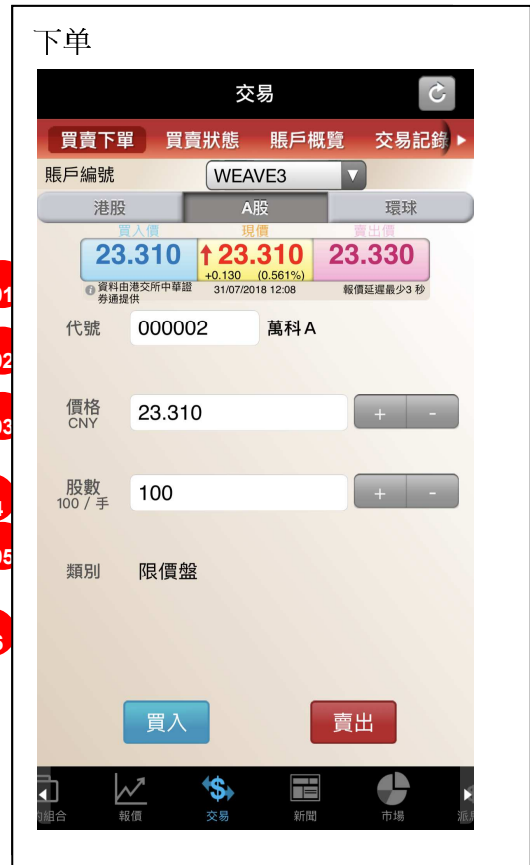 下单
交易
買賣下單 買賣狀態 賬戶概覽 交易記錄
賬戶編號 WEAVE3
港股 A股 環球
買入價 現價 賣出價
23.310 23.310 23.330
+0.130 (0.561%)
資料由港交所中華證券通提供 31/07/2018 12:08 報價延遲最少3 秒
代號 000002 萬科A
價格 23.310 + -
CNY
股數 100 + -
100 / 手
類別 限價盤
買入 賣出
組合 報價 交易 新聞 市場